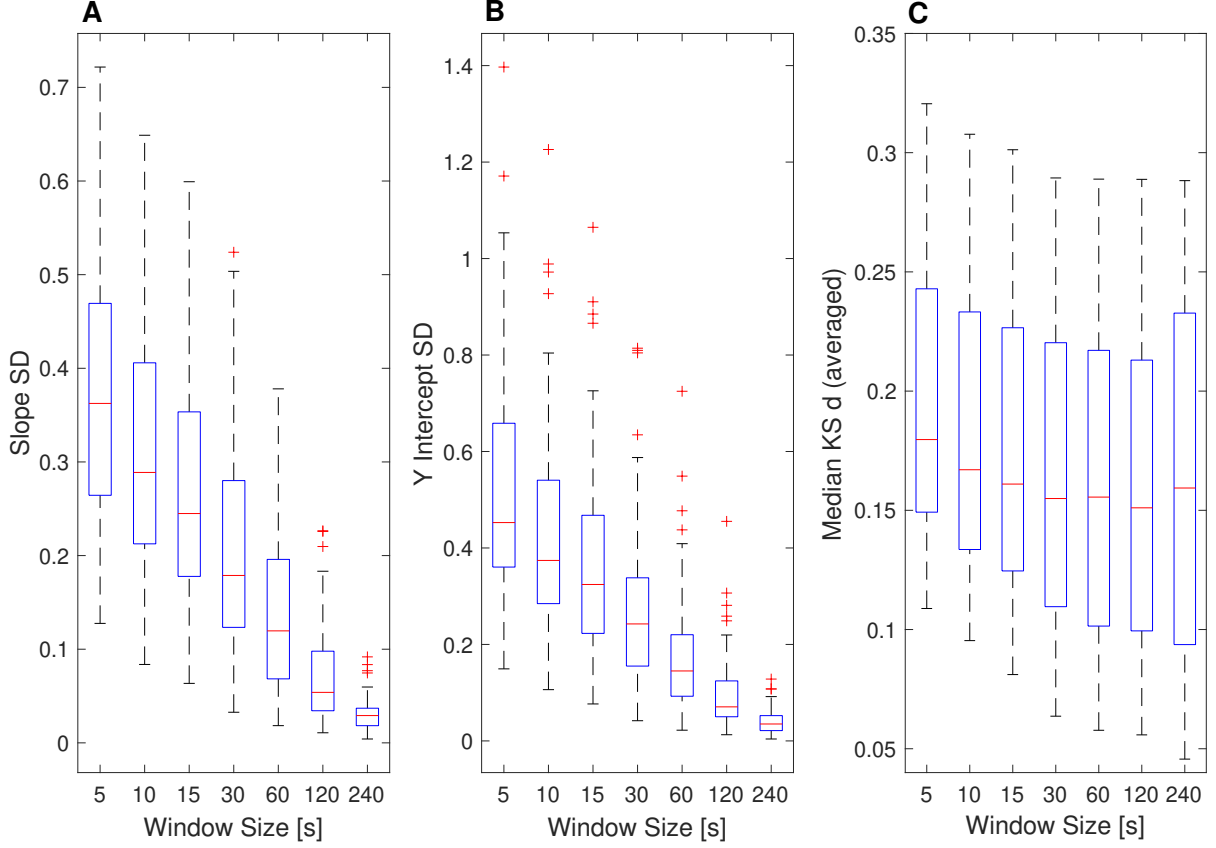 A
B
C
Slope SD
0.7
0.6
0.5
0.4
0.3
0.2
0.1
0
5 10 15 30 60 120 240
Window Size [s]
Y Intercept SD
1.4
1.2
1
0.8
0.6
0.4
0.2
0
5 10 15 30 60 120 240
Window Size [s]
Median KS d (averaged)
0.35
0.3
0.25
0.2
0.15
0.1
0.05
5 10 15 30 60 120 240
Window Size [s]